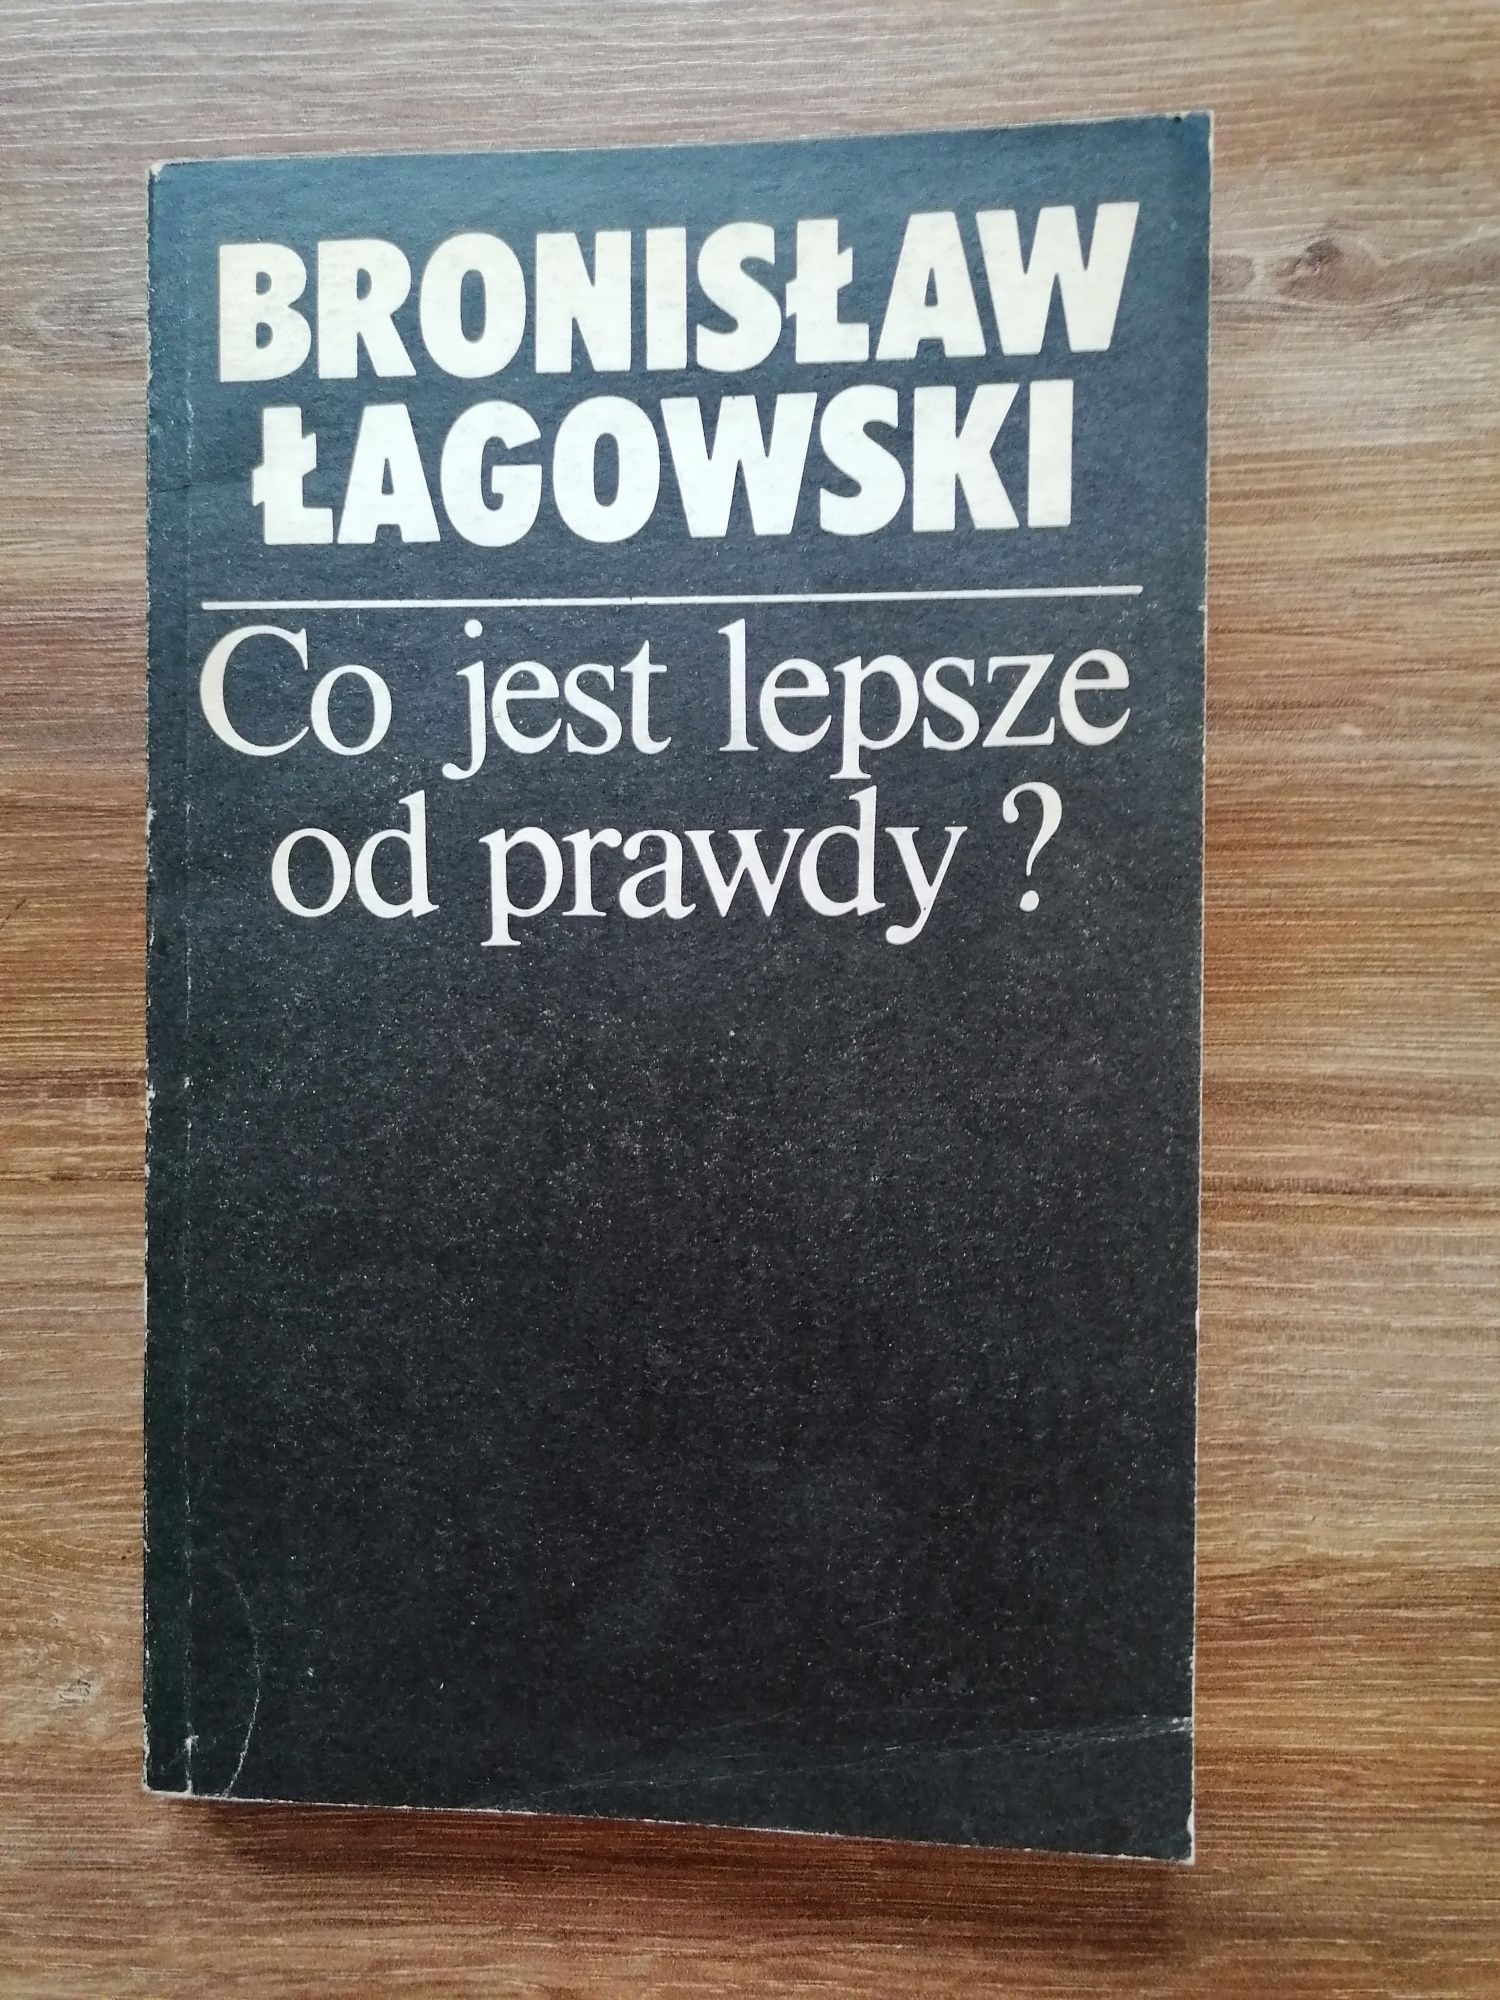 BRONISŁAW
ŁAGOWSKI
Co jest lepsze
od prawdy ?